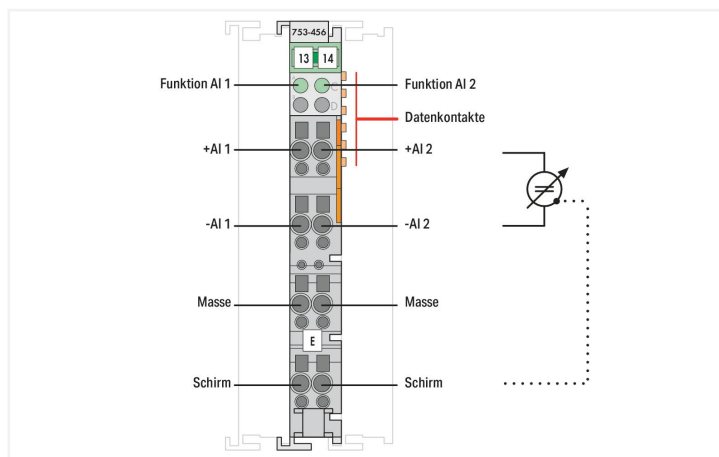 753-456
13 14
Funktion AI 1
Funktion AI 2
C
D
Datenkontakte
+AI 1
+AI 2
-AI 1
-AI 2
Masse
Masse
E
Schirm
Schirm